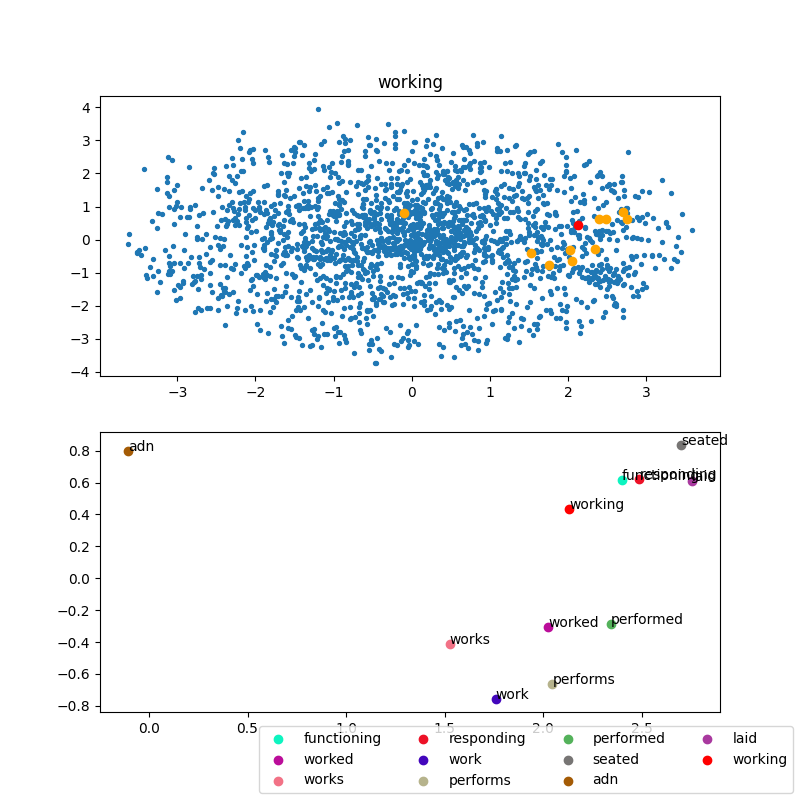 working
4
3
2
1
0
−1
−2
−3
−4
−3 −2 −1 0 1 2 3
0.8
0.6
0.4
0.2
0.0
−0.2
−0.4
−0.6
−0.8
adn
seated
functioning responding laid
working
worked performed
works
performs
work
0.0 0.5 1.0 1.5 2.0 2.5
functioning responding performed laid
worked work seated working
works performs adn